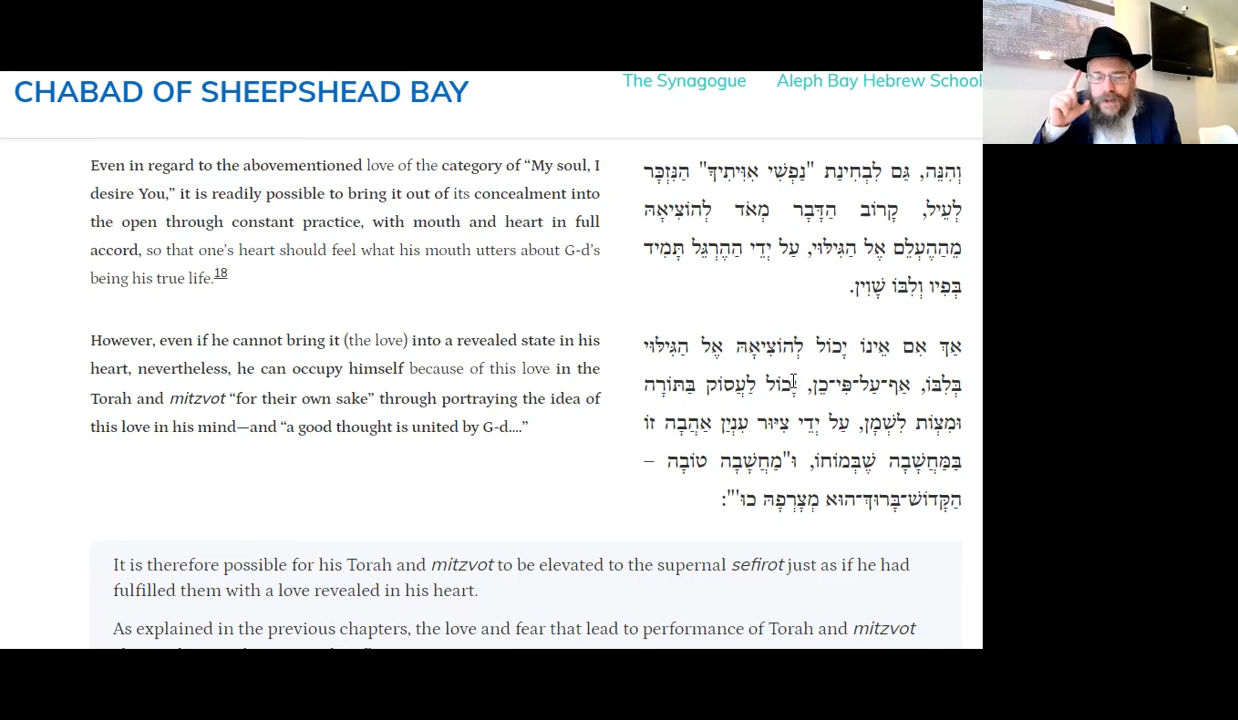 CHABAD OF SHEEPSHEAD BAY
The Synagogue
Aleph Bay Hebrew School
Even in regard to the abovementioned love of the category of “My soul, I
desire You,” it is readily possible to bring it out of its concealment into
the open through constant practice, with mouth and heart in full
accord, so that one’s heart should feel what his mouth utters about G-d’s
being his true life.18
וְהִנֵּה, גַּם לִבְחִינַת "נַפְשִׁי אִוִּיתִיךָ" הַנִּזְכָּר
לְעֵיל, קָרוֹב הַדָּבָר מְאֹד לְהוֹצִיאָהּ
מֵהַהֶעְלֵם אֶל הַגִּילּוּי, עַל יְדֵי הַהֶרְגֵּל תָּמִיד
בְּפִיו וְלִבּוֹ שָׁוִין.
However, even if he cannot bring it (the love) into a revealed state in his
heart, nevertheless, he can occupy himself because of this love in the
Torah and mitzvot “for their own sake” through portraying the idea of
this love in his mind—and “a good thought is united by G-d....”
אַךְ אִם אֵינוֹ יָכוֹל לְהוֹצִיאָהּ אֶל הַגִּילּוּי
בְּלִבּוֹ, אַף־עַל־פִּי־כֵן, יָכוֹל לַעֲסוֹק בַּתּוֹרָה
וּמִצְוֹת לִשְׁמָן, עַל יְדֵי צִיּוּר עִנְיַן אַהֲבָה זוֹ
בַּמַּחֲשָׁבָה שֶׁבְּמוֹחוֹ, וּ"מַחֲשָׁבָה טוֹבָה –
הַקָּדוֹשׁ־בָּרוּךְ־הוּא מְצָרְפָהּ כוּ'":
It is therefore possible for his Torah and mitzvot to be elevated to the supernal sefirot just as if he had
fulfilled them with a love revealed in his heart.
As explained in the previous chapters, the love and fear that lead to performance of Torah and mitzvot